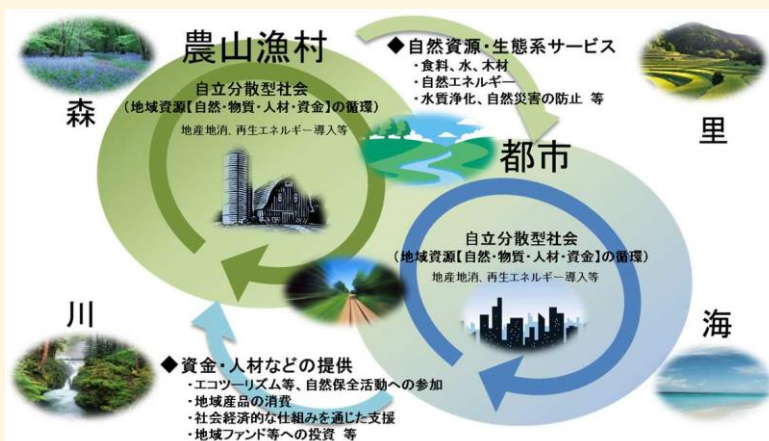 農山漁村
自立分散型社会
(地域資源【自然・物質・人材・資金】の循環)
地産地消、再生エネルギー導入等
森
◆自然資源・生態系サービス
・食料、水、木材
・自然エネルギー
・水質浄化、自然災害の防止 等
里
都市
自立分散型社会
(地域資源【自然・物質・人材・資金】の循環)
地産地消、再生エネルギー導入等
川
◆資金・人材などの提供
・エコツーリズム等、自然保全活動への参加
・地域産品の消費
・社会経済的な仕組みを通じた支援
・地域ファンド等への投資 等
海